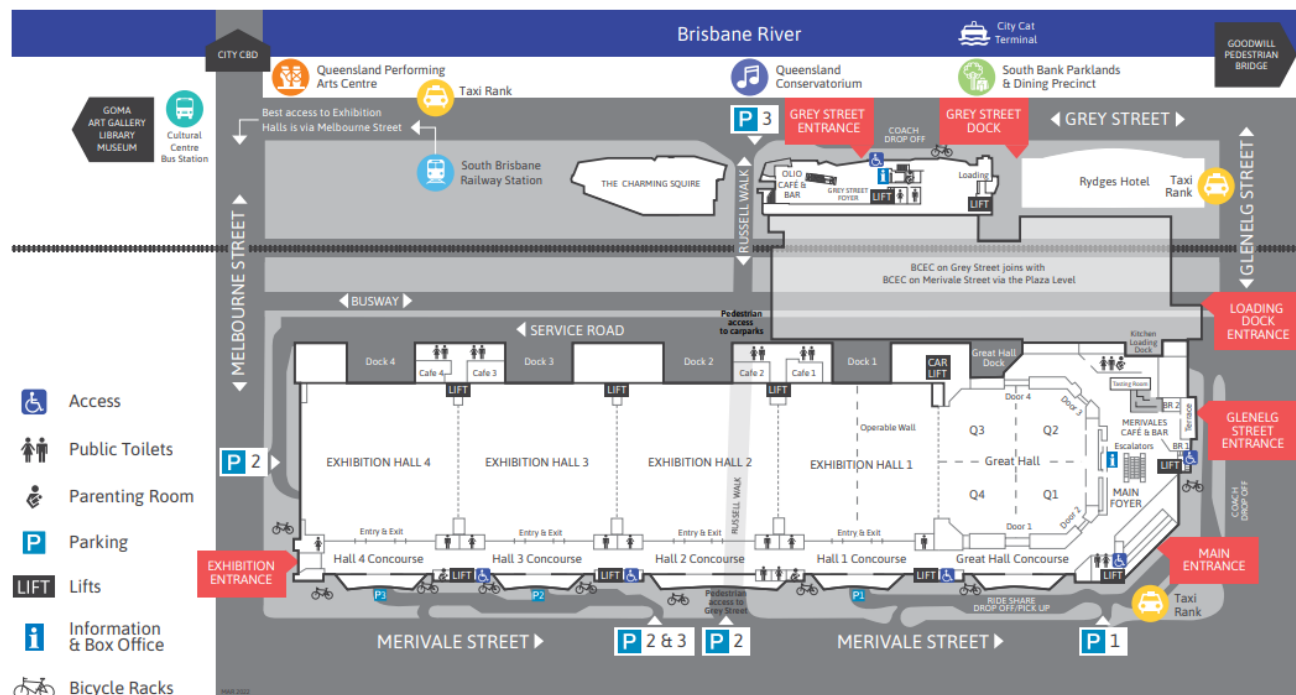 Brisbane River
City Cat
Terminal
CITY CBD
GOODWILL
PEDESTRIAN
BRIDGE
Queensland Performing
Arts Centre
Taxi Rank
Queensland
Conservatorium
South Bank Parklands
& Dining Precinct
GOMA
ART GALLERY
LIBRARY
MUSEUM
Cultural
Centre
Bus Station
Best access to Exhibition
Halls is via Melbourne Street
P 3
GREY STREET
ENTRANCE
COACH
DROP OFF
GREY STREET
DOCK
GREY STREET
South Brisbane
Railway Station
THE CHARMING SQUIRE
RUSSELL WALK
OLIO
CAFÉ &
BAR
GREY STREET
FOYER
i
LIFT
Loading
LIFT
Rydges Hotel
Taxi
Rank
GLENELG STREET
MELBOURNE STREET
BCEC on Grey Street joins with
BCEC on Merivale Street via the Plaza Level
BUSWAY
SERVICE ROAD
Pedestrian
access
to carparks
LOADING
DOCK
ENTRANCE
Dock 4
Cafe 4
Cafe 3
Dock 3
Dock 2
Cafe 2
Cafe 1
Dock 1
CAR
LIFT
Great Hall
Dock
Kitchen
Loading
Dock
LIFT
LIFT
LIFT
Tasting Room
Door 4
Door 3
BR 2
Terrace
MERIVALES
CAFÉ & BAR
GLENELG
STREET
ENTRANCE
Operable Wall
Q3
Q2
Escalators
BR 1
P 2
EXHIBITION HALL 4
EXHIBITION HALL 3
EXHIBITION HALL 2
EXHIBITION HALL 1
Great Hall
i
LIFT
RUSSELL WALK
Q4
Q1
MAIN
FOYER
COACH
DROP OFF
Entry & Exit
Entry & Exit
Entry & Exit
Entry & Exit
Door 1
Door 2
EXHIBITION
ENTRANCE
Hall 4 Concourse
Hall 3 Concourse
Hall 2 Concourse
Hall 1 Concourse
Great Hall Concourse
MAIN
ENTRANCE
LIFT
LIFT
LIFT
LIFT
P3
P2
Pedestrian
access to
Grey Street
P1
RIDE SHARE
DROP OFF/PICK UP
Taxi
Rank
MERIVALE STREET
P 2 & 3
P 2
MERIVALE STREET
P 1
Access
Public Toilets
Parenting Room
P Parking
LIFT Lifts
i Information
& Box Office
Bicycle Racks
MAR 2022